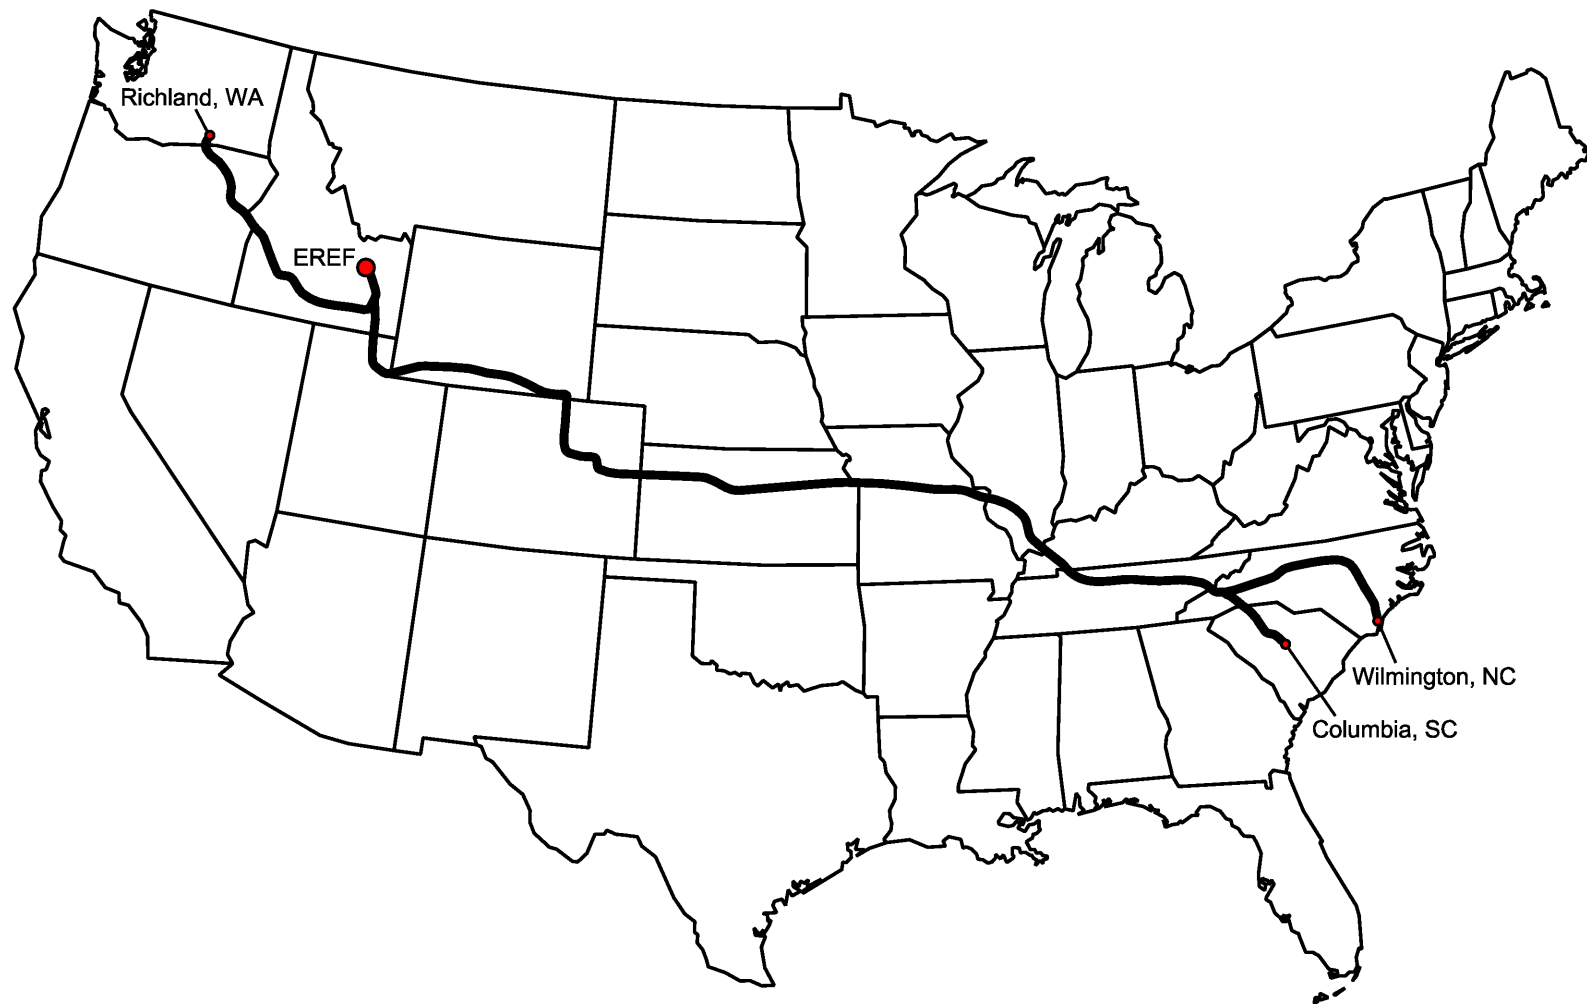 Richland, WA
EREF
Wilmington, NC
Columbia, SC